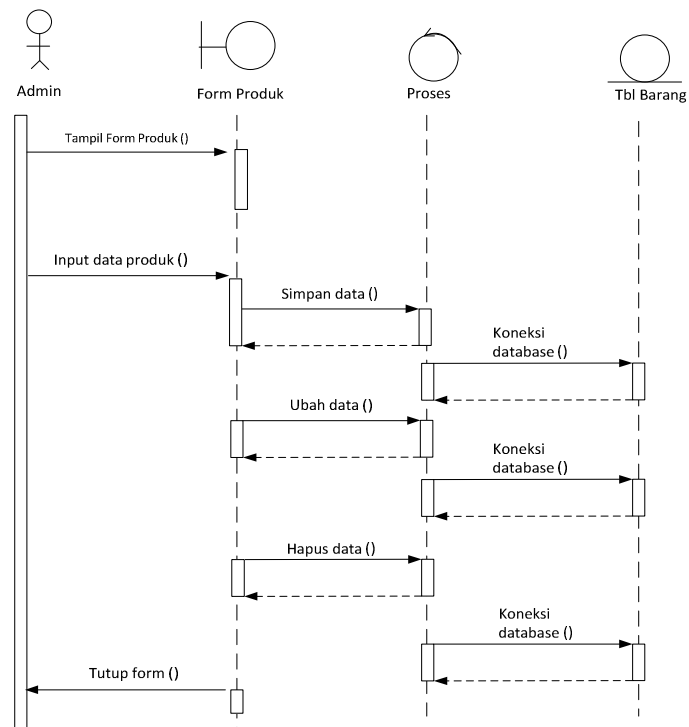 Admin
Form Produk
Proses
Tbl Barang
Tampil Form Produk ()
Input data produk ()
Simpan data ()
Koneksi
database ()
Ubah data ()
Koneksi
database ()
Hapus data ()
Koneksi
database ()
Tutup form ()